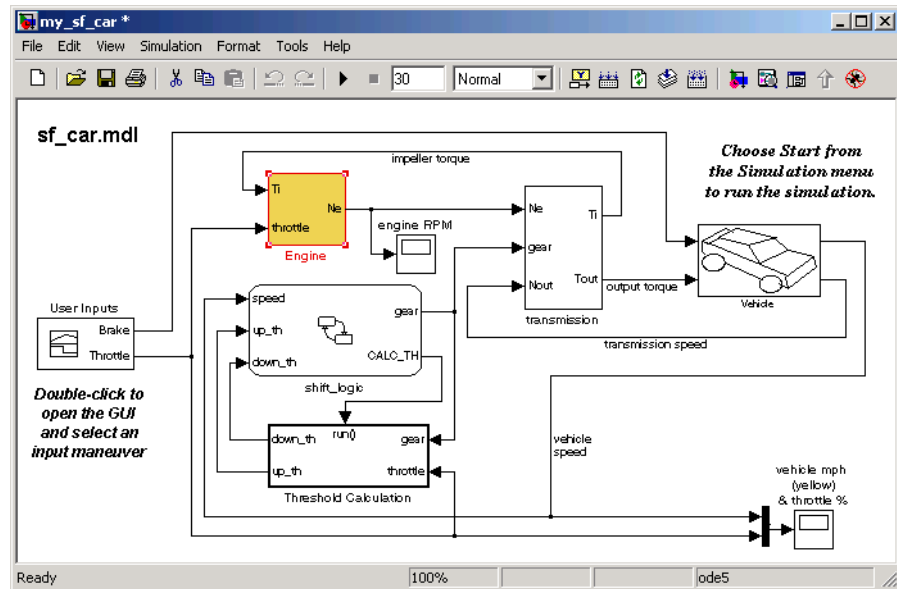 my_sf_car *
File Edit View Simulation Format Tools Help
30 Normal
sf_car.mdl
Choose Start from
the Simulation menu
to run the simulation.
impeller torque
Ti
Ne
throttle
Engine
engine RPM
Ne
Ti
gear
Nout
Tout
transmission
output torque
Vehicle
transmission speed
User Inputs
Brake
Throttle
Double-click to
open the GUI
and select an
input maneuver
speed
gear
up_th
CALC_TH
down_th
shift_logic
run()
down_th
gear
up_th
throttle
Threshold Calculation
vehicle
speed
vehicle mph
(yellow)
& throttle %
Ready 100% ode5